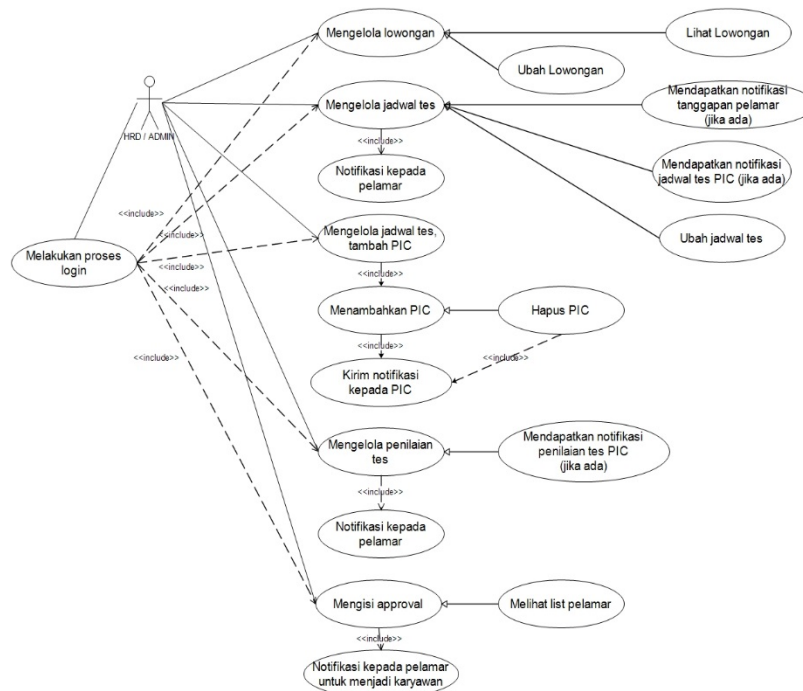 Mengelola lowongan
Lihat Lowongan
Ubah Lowongan
HRD / ADMIN
Mengelola jadwal tes
Mendapatkan notifikasi
tanggapan pelamar
(jika ada)
<<include>>
Notifikasi kepada
pelamar
Mendapatkan notifikasi
jadwal tes PIC (jika ada)
<<include>>
<<include>>
Mengelola jadwal tes,
tambah PIC
Ubah jadwal tes
Melakukan proses
login
<<include>>
<<include>>
<<include>>
Menambahkan PIC
Hapus PIC
<<include>>
<<include>>
<<include>>
Kirim notifikasi
kepada PIC
Mengelola penilaian
tes
Mendapatkan notifikasi
penilaian tes PIC
(jika ada)
<<include>>
Notifikasi kepada
pelamar
Mengisi approval
Melihat list pelamar
<<include>>
Notifikasi kepada pelamar
untuk menjadi karyawan